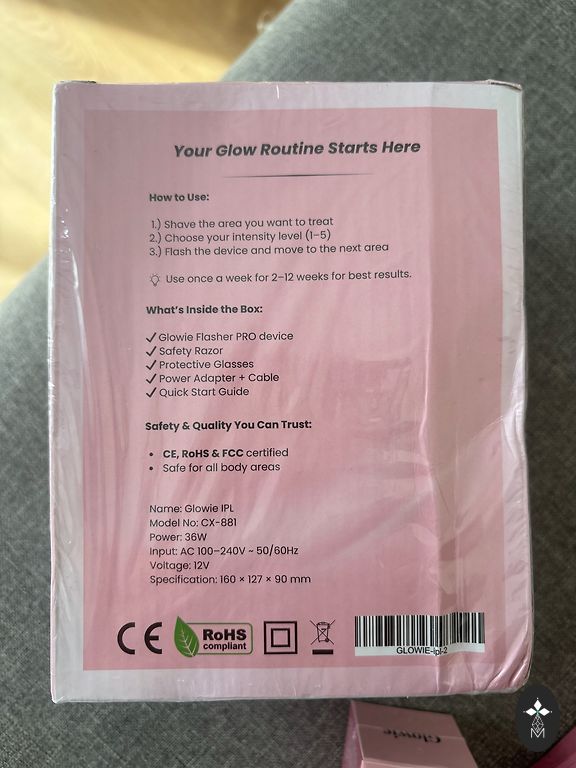 Your Glow Routine Starts Here
How to Use:
1.) Shave the area you want to treat
2.) Choose your intensity level (1–5)
3.) Flash the device and move to the next area
Use once a week for 2–12 weeks for best results.
What's Inside the Box:
Glowie Flasher PRO device
Safety Razor
Protective Glasses
Power Adapter + Cable
Quick Start Guide
Safety & Quality You Can Trust:
• CE, RoHS & FCC certified
• Safe for all body areas
Name: Glowie IPL
Model No: CX-881
Power: 36W
Input: AC 100–240V ~ 50/60Hz
Voltage: 12V
Specification: 160 × 127 × 90 mm
CE
RoHS
compliant
GLOWIE-Ipl-2
Glowie
M